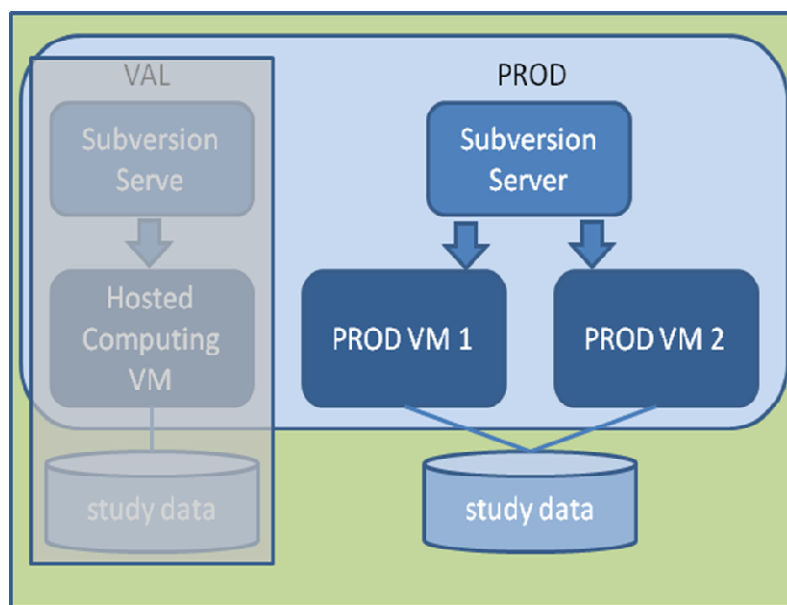 VAL
Subversion
Serve
Hosted
Computing
VM
study data
PROD
Subversion
Server
PROD VM 1
PROD VM 2
study data